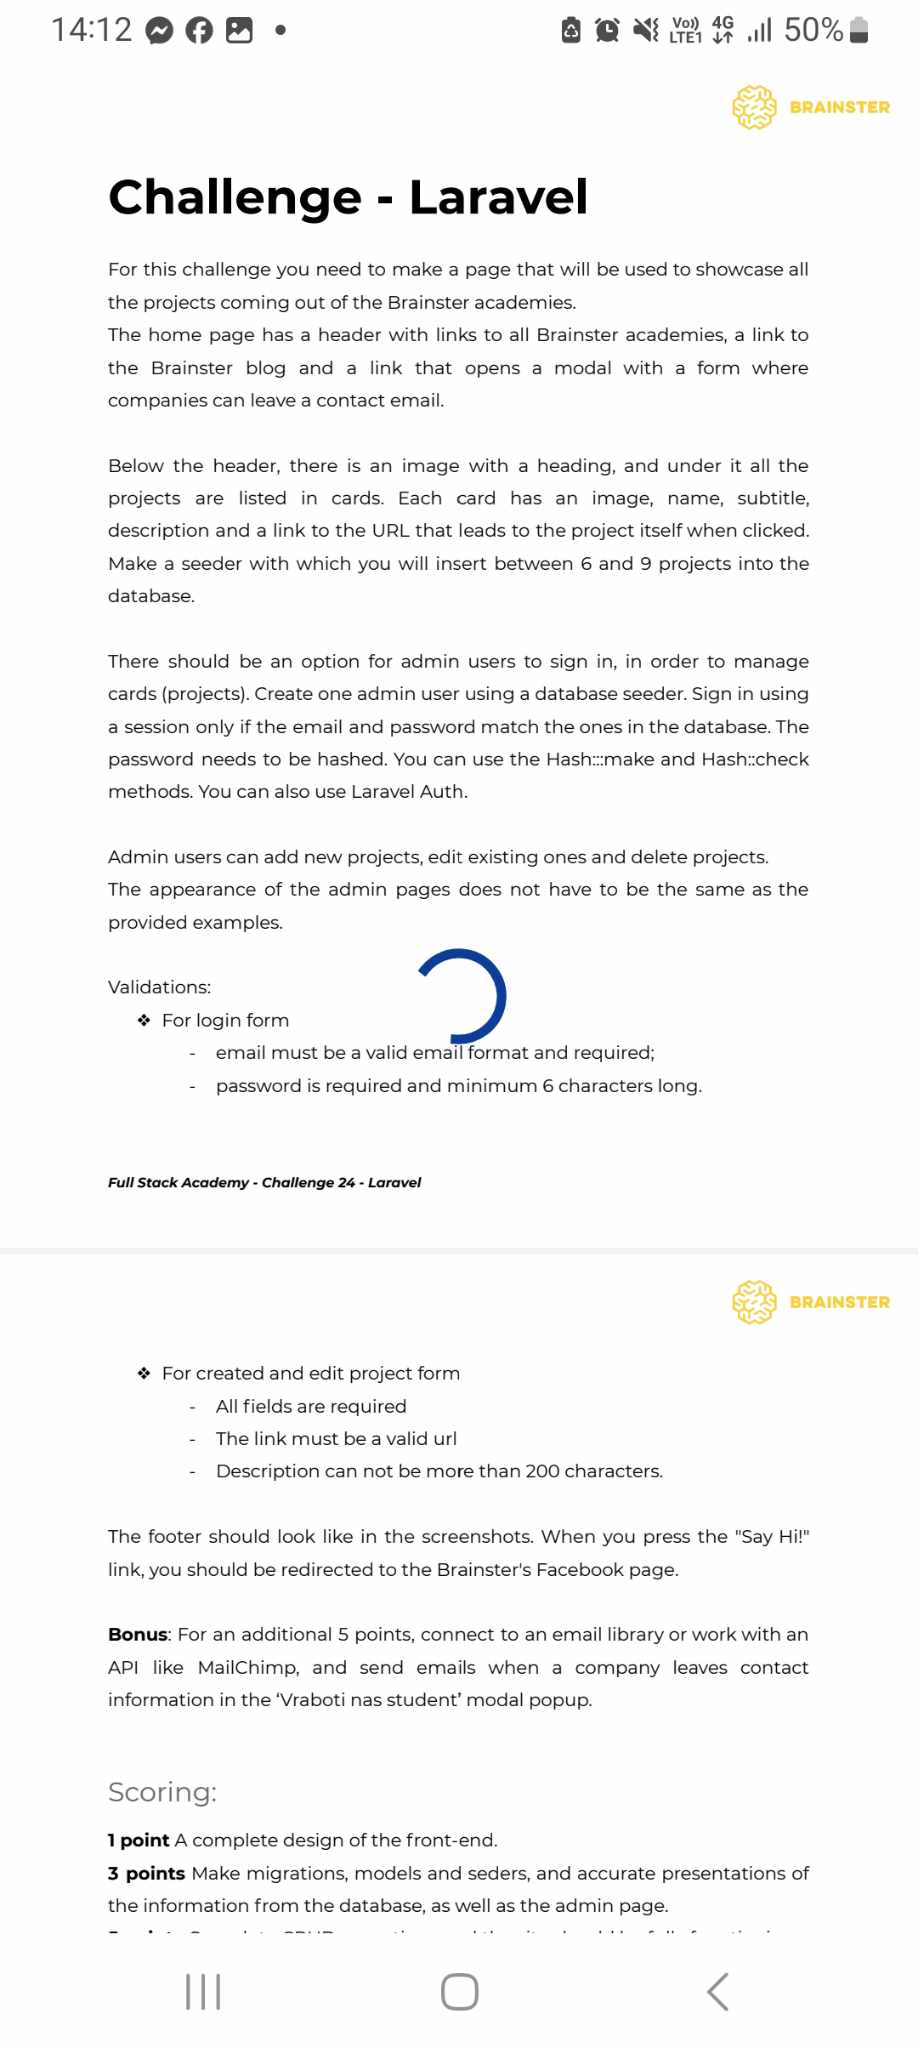 14:12
Vo))
LTE1
4G
50%
BRAINSTER
Challenge - Laravel
For this challenge you need to make a page that will be used to showcase all
the projects coming out of the Brainster academies.
The home page has a header with links to all Brainster academies, a link to
the Brainster blog and a link that opens a modal with a form where
companies can leave a contact email.
Below the header, there is an image with a heading, and under it all the
projects are listed in cards. Each card has an image, name, subtitle,
description and a link to the URL that leads to the project itself when clicked.
Make a seeder with which you will insert between 6 and 9 projects into the
database.
There should be an option for admin users to sign in, in order to manage
cards (projects). Create one admin user using a database seeder. Sign in using
a session only if the email and password match the ones in the database. The
password needs to be hashed. You can use the Hash:::make and Hash::check
methods. You can also use Laravel Auth.
Admin users can add new projects, edit existing ones and delete projects.
The appearance of the admin pages does not have to be the same as the
provided examples.
Validations:
❖ For login form
- email must be a valid email format and required;
- password is required and minimum 6 characters long.
Full Stack Academy - Challenge 24 - Laravel
BRAINSTER
❖ For created and edit project form
- All fields are required
- The link must be a valid url
- Description can not be more than 200 characters.
The footer should look like in the screenshots. When you press the "Say Hi!"
link, you should be redirected to the Brainster's Facebook page.
Bonus: For an additional 5 points, connect to an email library or work with an
API like MailChimp, and send emails when a company leaves contact
information in the ‘Vraboti nas student’ modal popup.
Scoring:
1 point A complete design of the front-end.
3 points Make migrations, models and seders, and accurate presentations of
the information from the database, as well as the admin page.